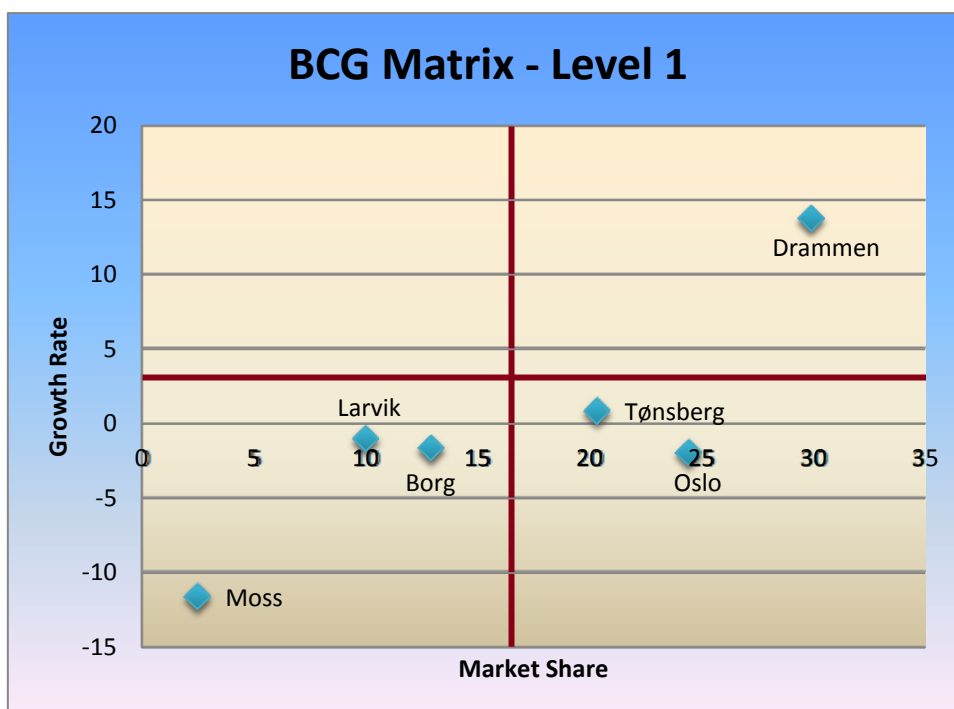 BCG Matrix - Level 1
20
15
10
5
0
-5
-10
-15
Growth Rate
Drammen
Larvik
Tønsberg
0 5 10 15 20 25 30 35
Borg
Oslo
Moss
Market Share